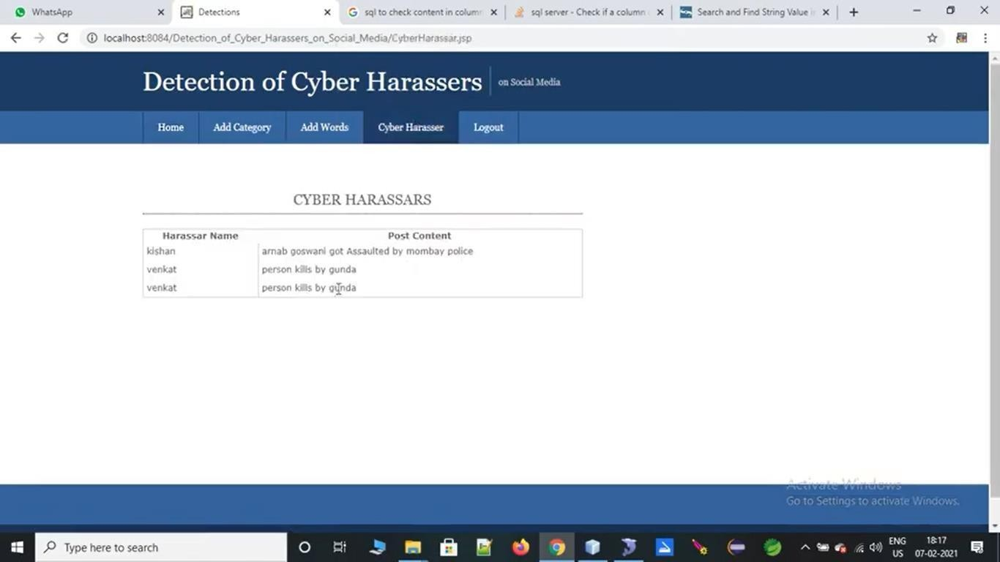 WhatsApp
Detections
sql to check content in column
sql server - Check if a column
Search and Find String Value i
localhost:8084/Detection_of_Cyber_Harassers_on_Social_Media/CyberHarassar.jsp
Detection of Cyber Harassers on Social Media
Home Add Category Add Words Cyber Harasser Logout
CYBER HARASSARS
Harassar Name Post Content
kishan arnab goswani got Assaulted by mombay police
venkat person kills by gunda
venkat person kills by gunda
Activate Windows
Go to Settings to activate Windows.
Type here to search
ENG
US
18:17
07-02-2021